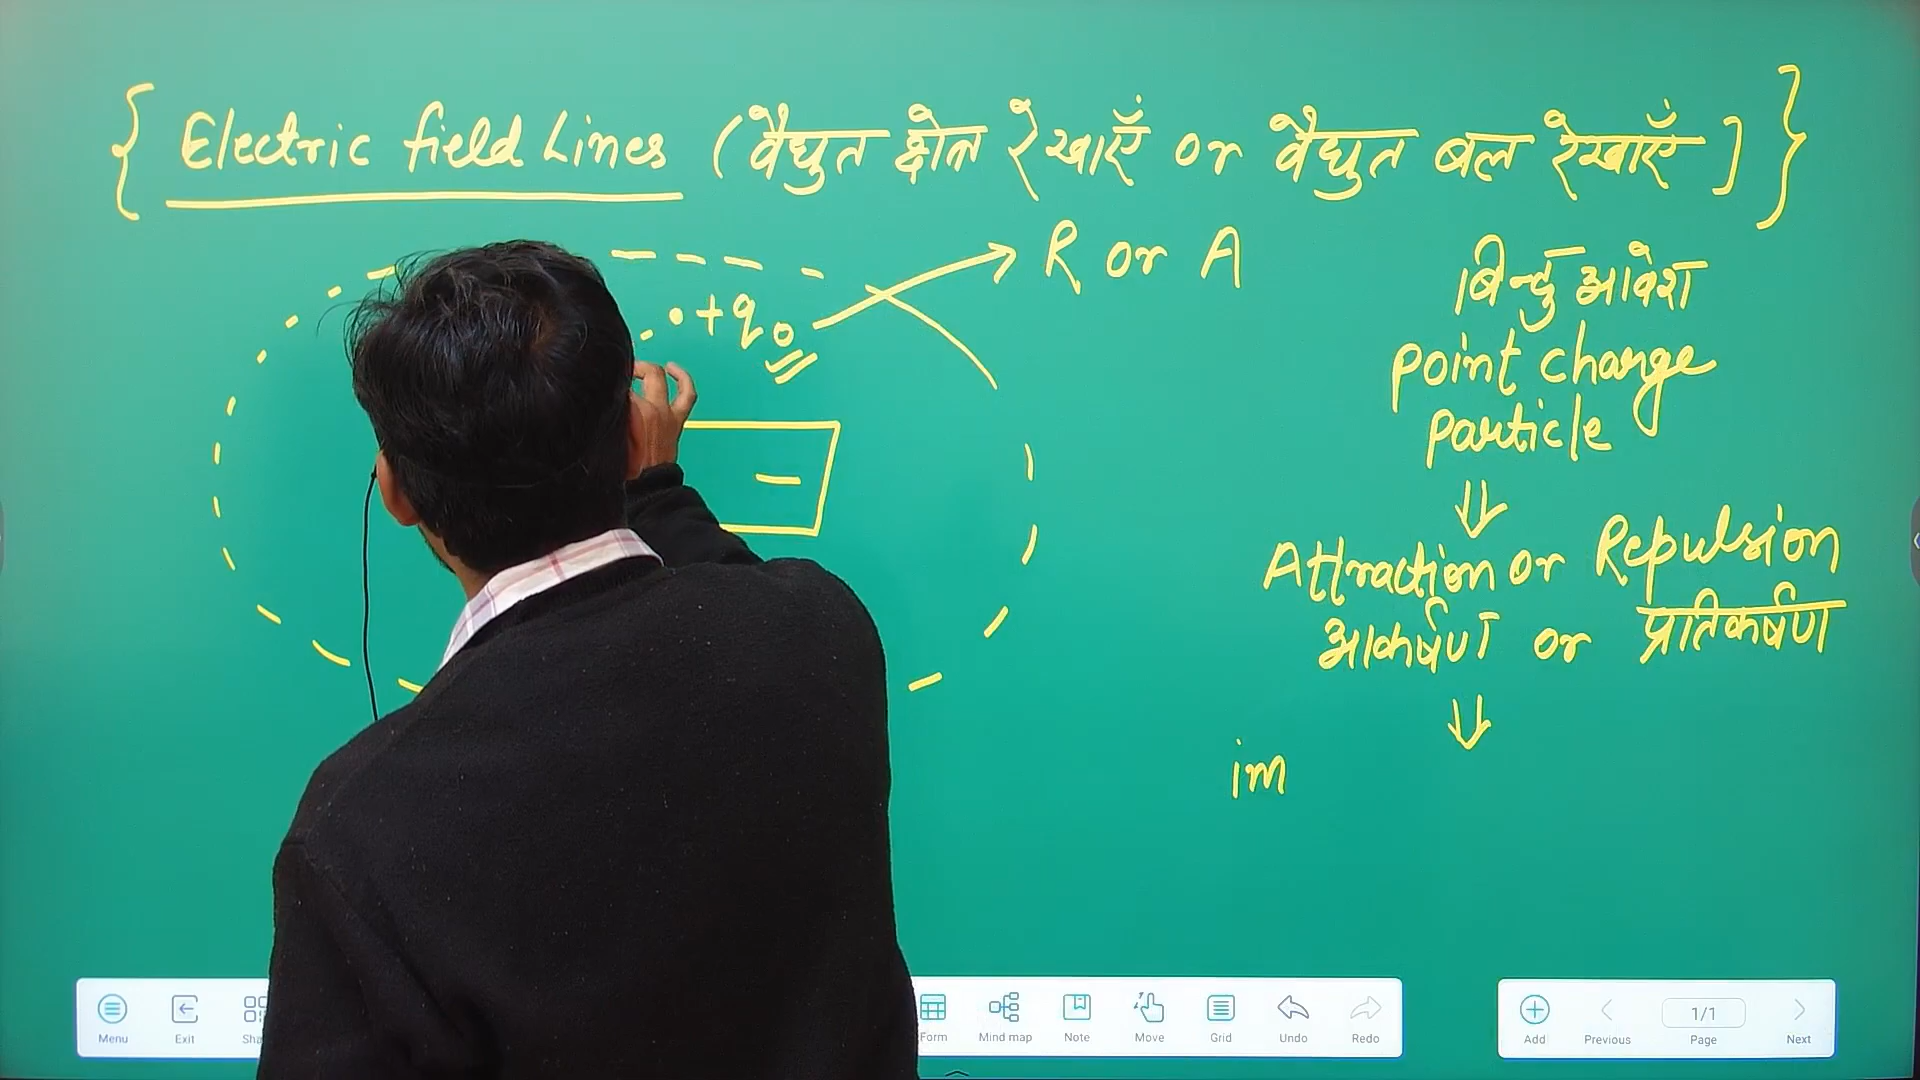 { Electric field Lines (वैद्युत क्षेत्र रेखाएँ or वैद्युत बल रेखाएँ ] }
R or A
+q₀
−
बिन्दु आवेश
point charge
particle
⇓
Attraction or Repulsion
आकर्षण or प्रतिकर्षण
⇓
im
Menu Exit Form Mind map Note Move Grid Undo Redo Add Previous 1/1 Page Next